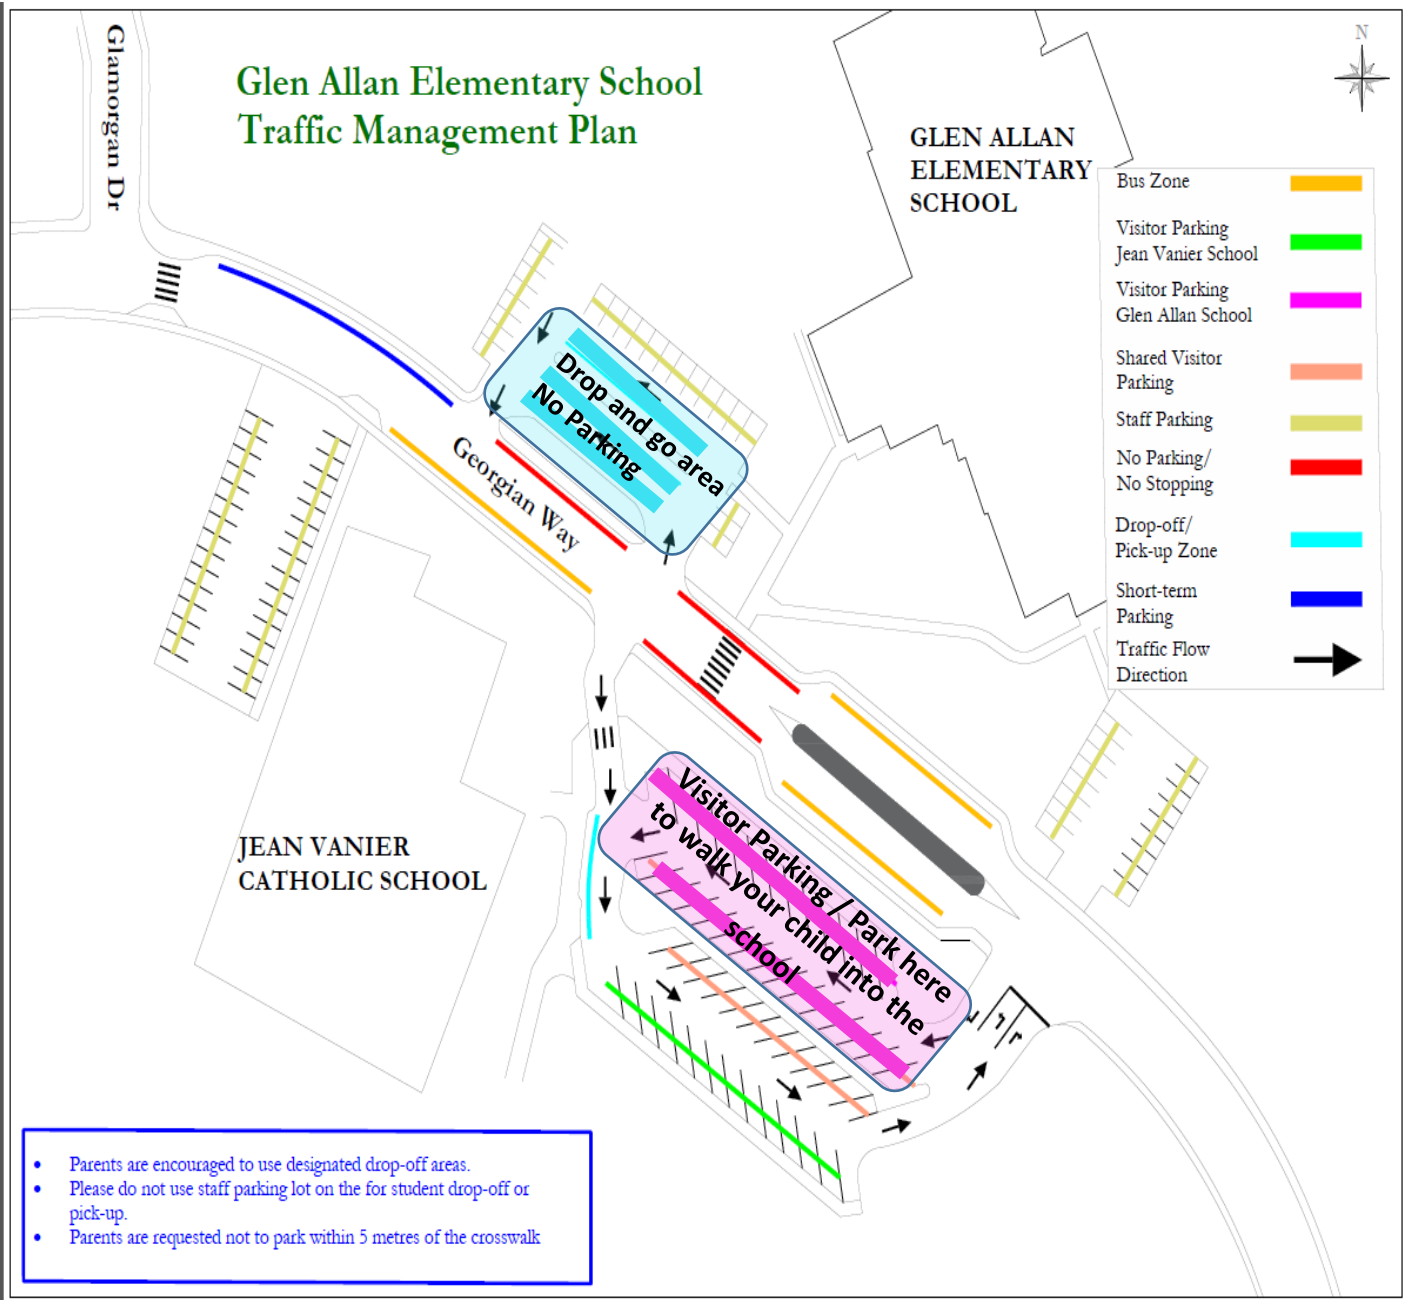 Glamorgan Dr
Glen Allan Elementary School
Traffic Management Plan
N
GLEN ALLAN
ELEMENTARY
SCHOOL
Bus Zone
Visitor Parking
Jean Vanier School
Visitor Parking
Glen Allan School
Shared Visitor
Parking
Staff Parking
No Parking/
No Stopping
Drop-off/
Pick-up Zone
Short-term
Parking
Traffic Flow
Direction
Drop and go area
No Parking
Georgian Way
Visitor Parking / Park here
to walk your child into the
school
JEAN VANIER
CATHOLIC SCHOOL
• Parents are encouraged to use designated drop-off areas.
• Please do not use staff parking lot on the for student drop-off or
pick-up.
• Parents are requested not to park within 5 metres of the crosswalk